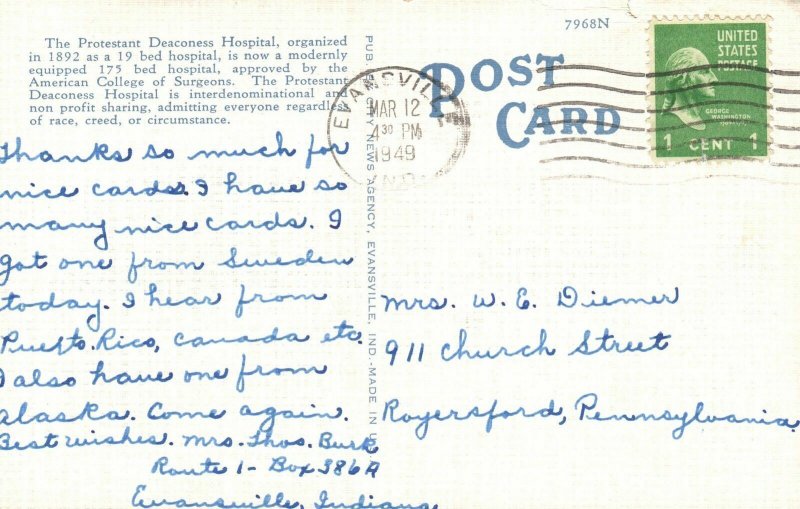 The Protestant Deaconess Hospital, organized
in 1892 as a 19 bed hospital, is now a modernly
equipped 175 bed hospital, approved by the
American College of Surgeons. The Protestant
Deaconess Hospital is interdenominational and
non profit sharing, admitting everyone regardless
of race, creed, or circumstance.
Thanks so much for
nice cards. I have so
many nice cards. I
got one from Sweden
today. I hear from
Puerto Rico, Canada etc.
I also have one from
Alaska. Come again.
Best wishes. Mrs. Thos. Burk
Route 1- Box 386A
Evansville, Indiana
NEWS AGENCY, EVANSVILLE, IND.-MADE IN
7968N
POST
CARD
EVANSVILLE
MAR 12
4 30 PM
1949
IND.
UNITED
STATES
POSTAGE
GEORGE
WASHINGTON
1 CENT 1
Mrs. W. E. Diemer
911 Church Street
Royersford, Pennsylvania